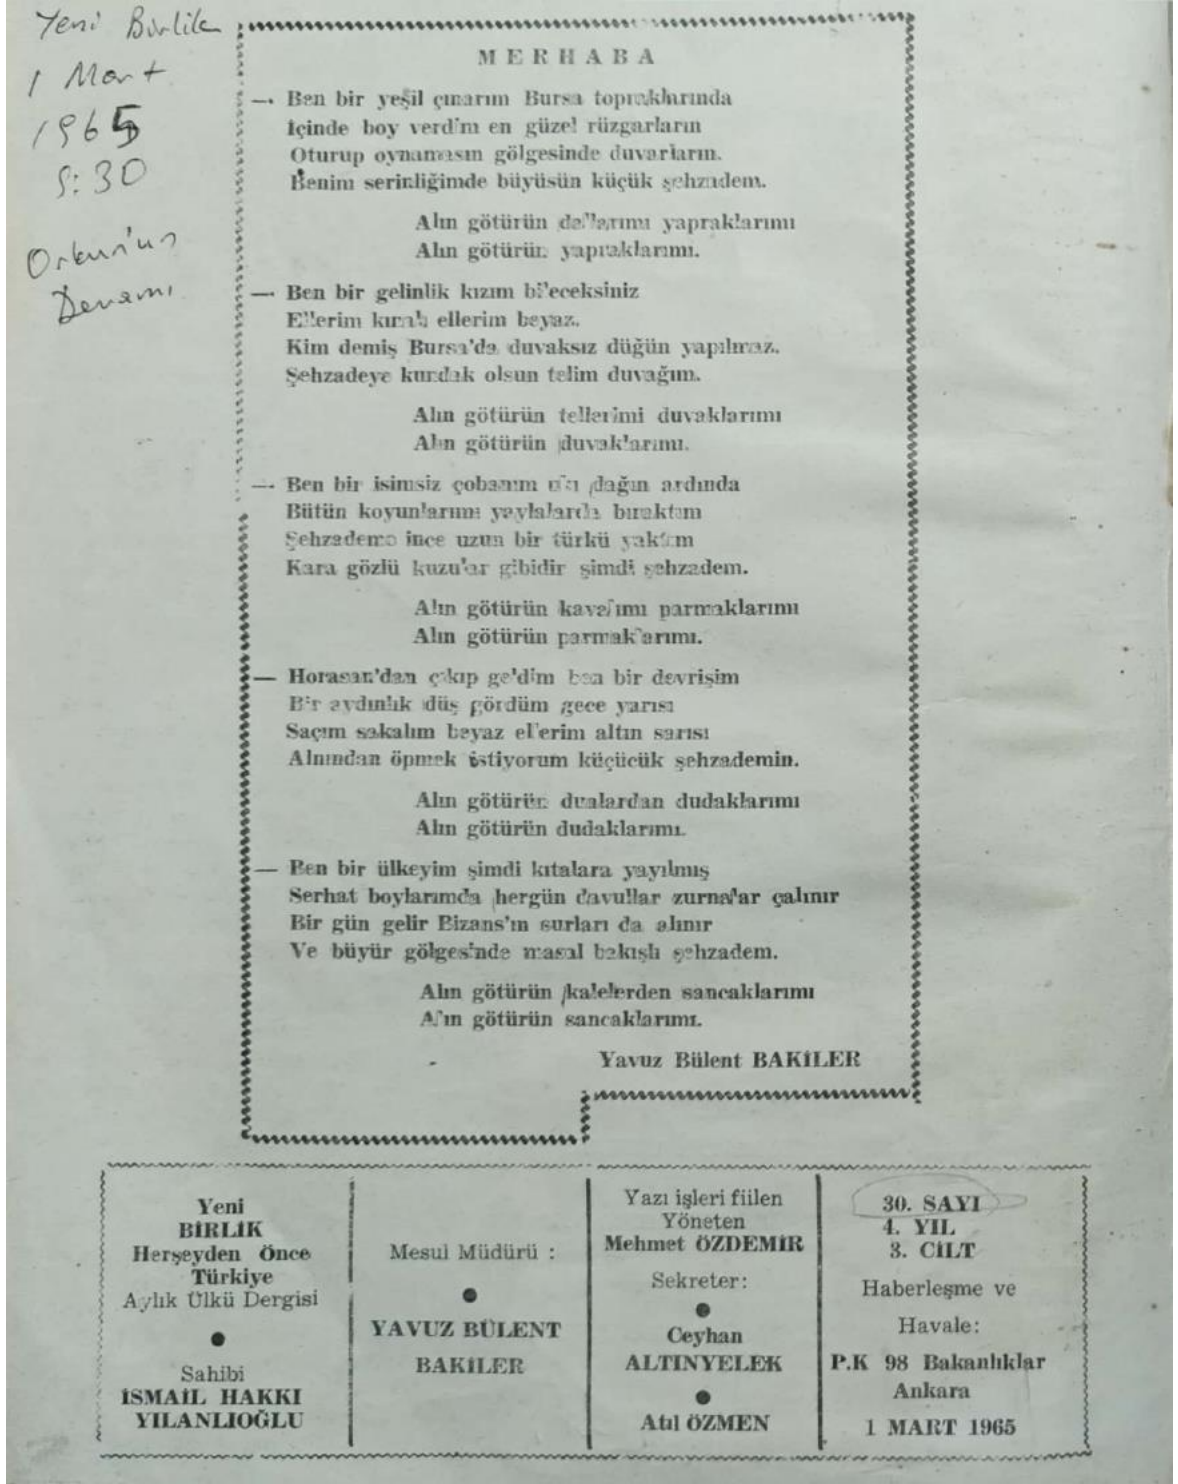 Yeni Birlik
1 Mart
1965
S: 30
Orkun'un
Devamı
MERHABA
— Ben bir yeşil çınarım Bursa topraklarında
İçinde boy verdim en güzel rüzgarların
Oturup oynamasın gölgesinde duvarların.
Benim serinliğimde büyüsün küçük şehzadem.
Alın götürün dallarımı yapraklarımı
Alın götürün yapraklarımı.
— Ben bir gelinlik kızım bileceksiniz
Ellerim kınalı ellerim beyaz.
Kim demiş Bursa'da duvaksız düğün yapılmaz.
Şehzadeye kundak olsun telim duvağım.
Alın götürün tellerimi duvaklarımı
Alın götürün duvaklarımı.
— Ben bir isimsiz çobanım ulu dağın ardında
Bütün koyunlarımı yaylalarda bıraktım
Şehzademe ince uzun bir türkü yaktım
Kara gözlü kuzular gibidir şimdi şehzadem.
Alın götürün kavalımı parmaklarımı
Alın götürün parmaklarımı.
— Horasan'dan çıkıp geldim ben bir devrişim
Bir aydınlık düş gördüm gece yarısı
Saçım sakalım beyaz ellerim altın sarısı
Alnından öpmek istiyorum küçücük şehzademin.
Alın götürün dualardan dudaklarımı
Alın götürün dudaklarımı.
— Ben bir ülkeyim şimdi kıtalara yayılmış
Serhat boylarımda hergün davullar zurnalar çalınır
Bir gün gelir Bizans'ın surları da alınır
Ve büyür gölgesinde masal bakışlı şehzadem.
Alın götürün kalelerden sancaklarımı
Alın götürün sancaklarımı.
Yavuz Bülent BAKİLER
Yeni
BİRLİK
Herşeyden Önce
Türkiye
Aylık Ülkü Dergisi
●
Sahibi
İSMAİL HAKKI
YILANLIOĞLU
Mesul Müdürü :
●
YAVUZ BÜLENT
BAKİLER
Yazı işleri fiilen
Yöneten
Mehmet ÖZDEMİR
Sekreter:
●
Ceyhan
ALTINYELEK
●
Atıl ÖZMEN
30. SAYI
4. YIL
3. CİLT
Haberleşme ve
Havale:
P.K 98 Bakanlıklar
Ankara
1 MART 1965